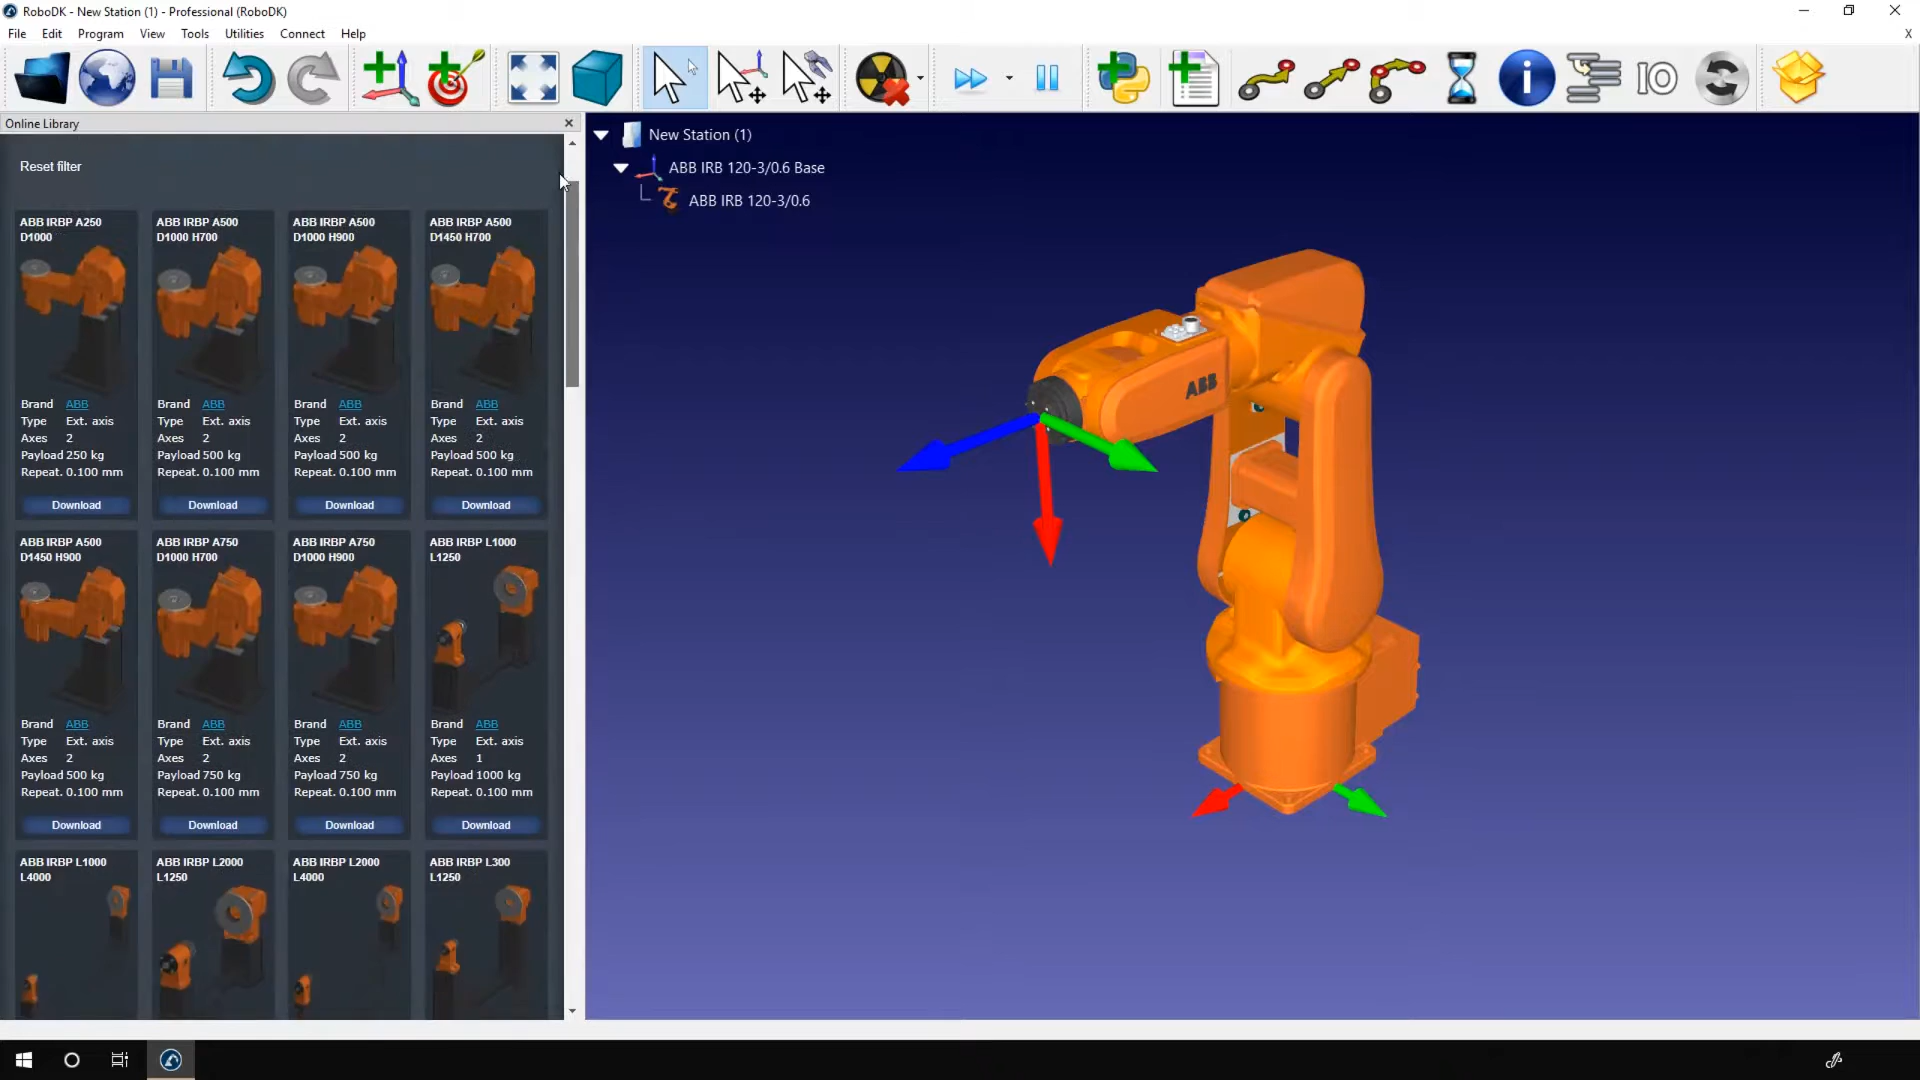 RoboDK - New Station (1) - Professional (RoboDK)
File Edit Program View Tools Utilities Connect Help
X
IO
Online Library
Reset filter
New Station (1)
ABB IRB 120-3/0.6 Base
ABB IRB 120-3/0.6
ABB
ABB IRBP A250
D1000
Brand ABB
Type Ext. axis
Axes 2
Payload 250 kg
Repeat. 0.100 mm
Download
ABB IRBP A500
D1000 H700
Brand ABB
Type Ext. axis
Axes 2
Payload 500 kg
Repeat. 0.100 mm
Download
ABB IRBP A500
D1000 H900
Brand ABB
Type Ext. axis
Axes 2
Payload 500 kg
Repeat. 0.100 mm
Download
ABB IRBP A500
D1450 H700
Brand ABB
Type Ext. axis
Axes 2
Payload 500 kg
Repeat. 0.100 mm
Download
ABB IRBP A500
D1450 H900
Brand ABB
Type Ext. axis
Axes 2
Payload 500 kg
Repeat. 0.100 mm
Download
ABB IRBP A750
D1000 H700
Brand ABB
Type Ext. axis
Axes 2
Payload 750 kg
Repeat. 0.100 mm
Download
ABB IRBP A750
D1000 H900
Brand ABB
Type Ext. axis
Axes 2
Payload 750 kg
Repeat. 0.100 mm
Download
ABB IRBP L1000
L1250
Brand ABB
Type Ext. axis
Axes 1
Payload 1000 kg
Repeat. 0.100 mm
Download
ABB IRBP L1000
L4000
ABB IRBP L2000
L1250
ABB IRBP L2000
L4000
ABB IRBP L300
L1250